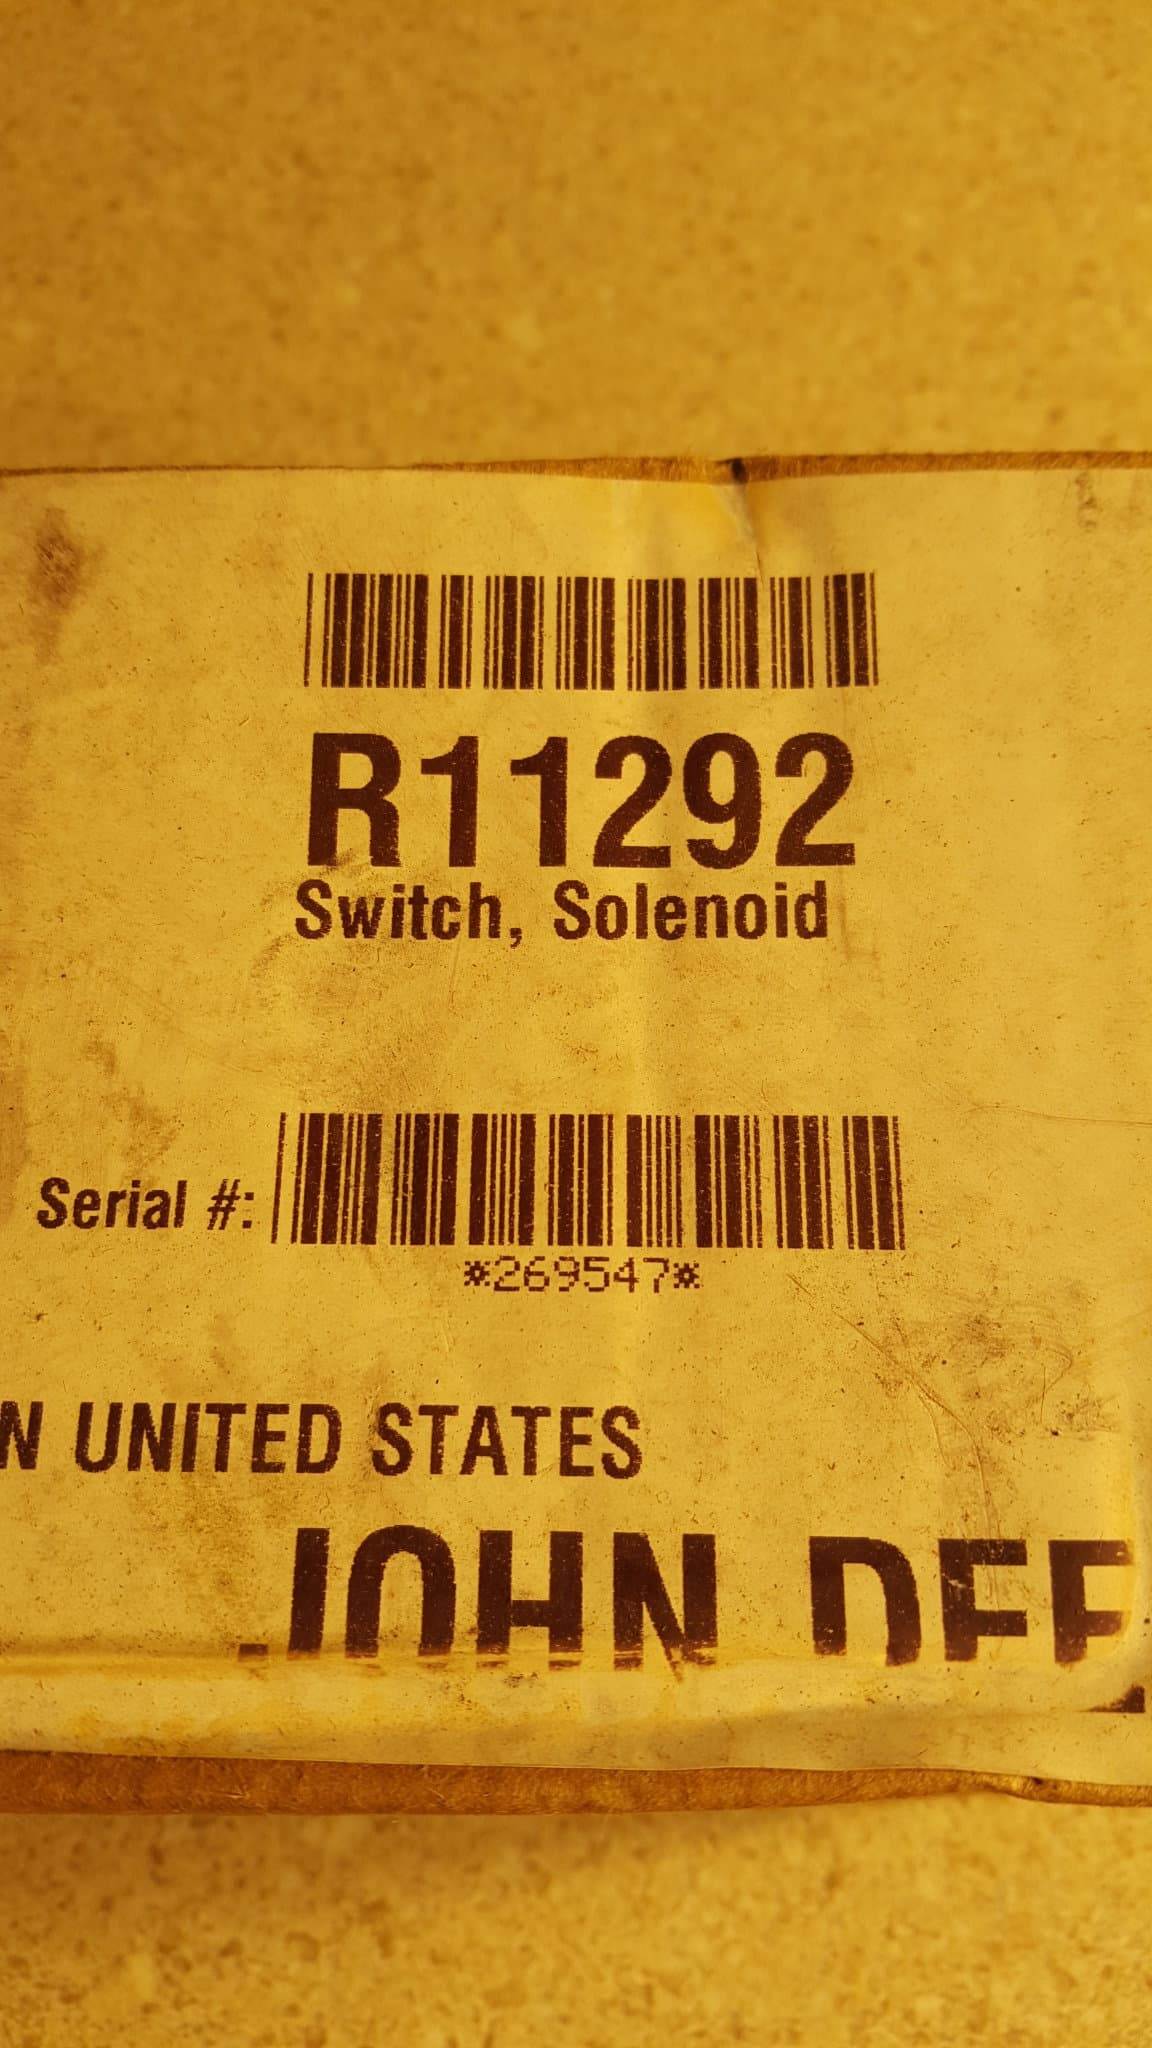 R11292
Switch, Solenoid
Serial #:
*269547*
N UNITED STATES
JOHN DEE